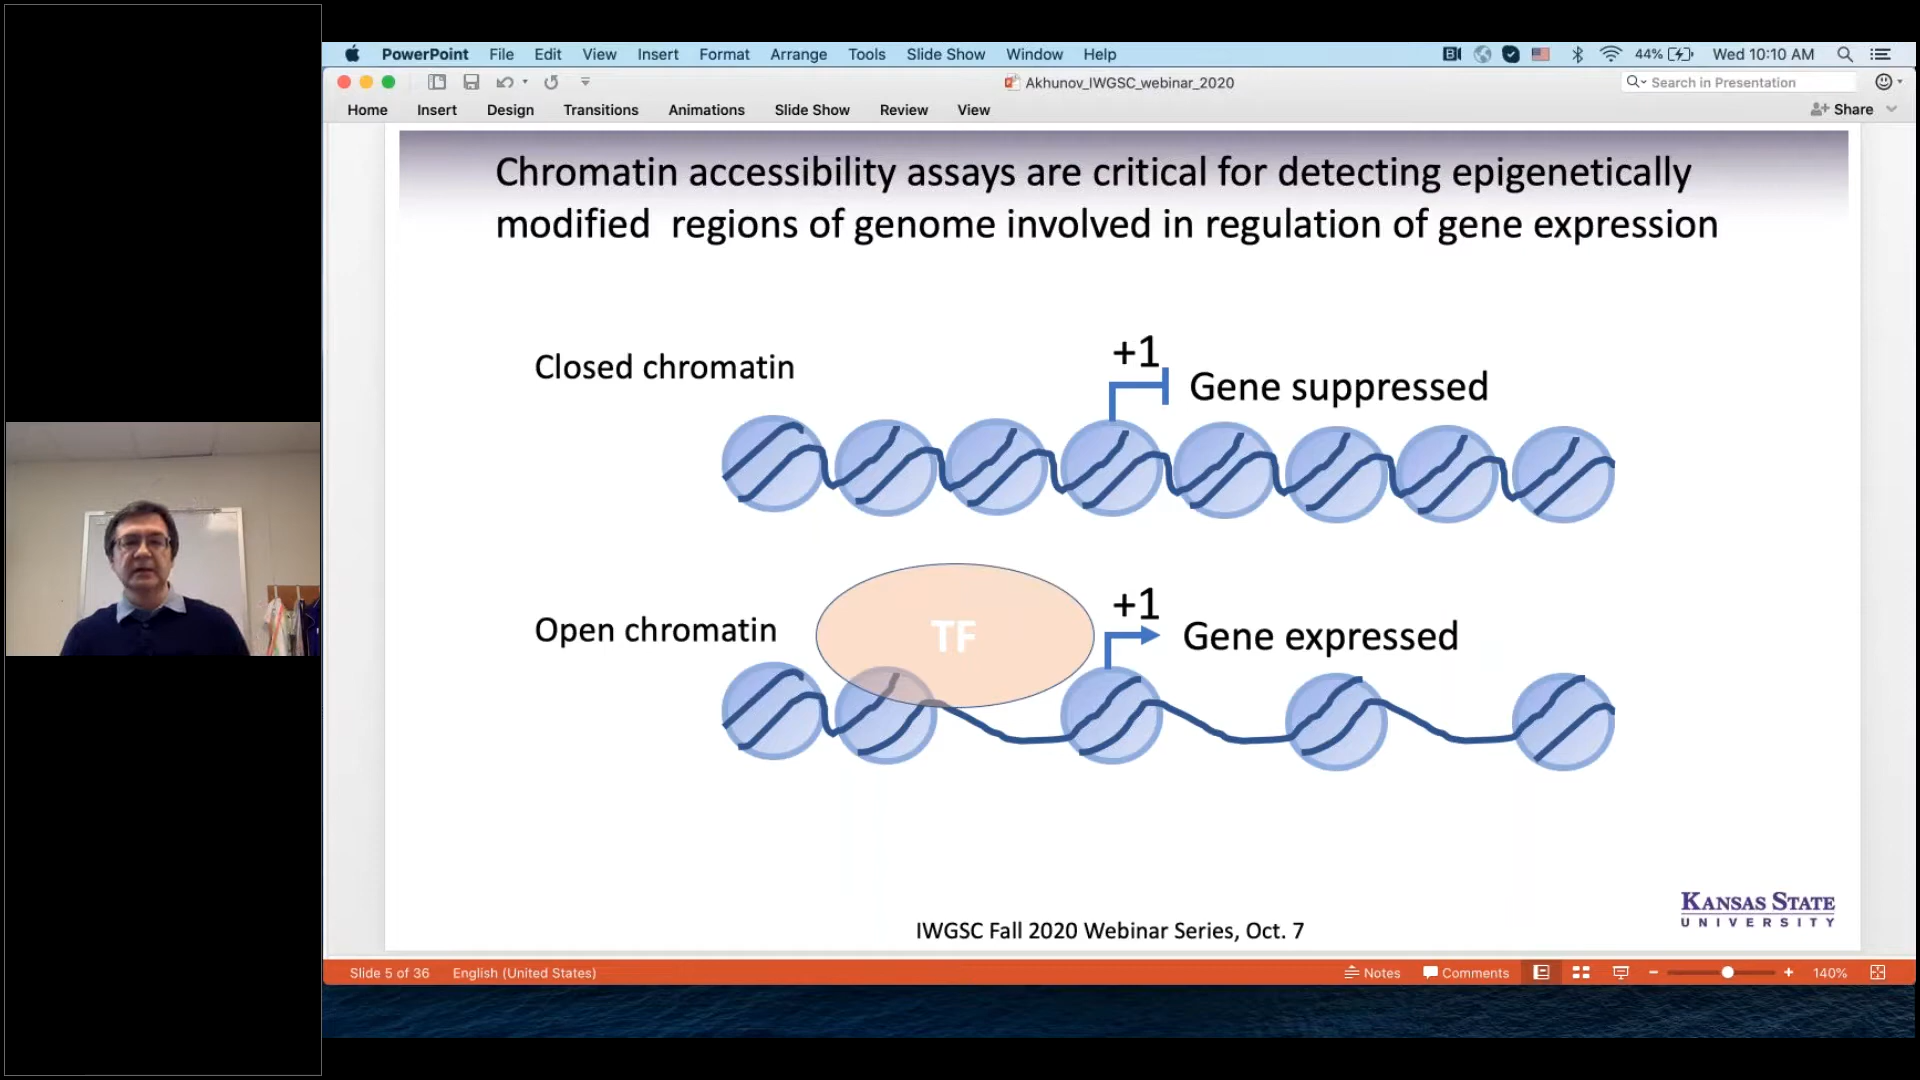 PowerPoint File Edit View Insert Format Arrange Tools Slide Show Window Help 44% Wed 10:10 AM
Akhunov_IWGSC_webinar_2020 Search in Presentation
Home Insert Design Transitions Animations Slide Show Review View Share
Chromatin accessibility assays are critical for detecting epigenetically
modified regions of genome involved in regulation of gene expression
+1
Closed chromatin
Gene suppressed
+1
Open chromatin
TF
Gene expressed
KANSAS STATE
UNIVERSITY
IWGSC Fall 2020 Webinar Series, Oct. 7
Slide 5 of 36 English (United States) Notes Comments 140%